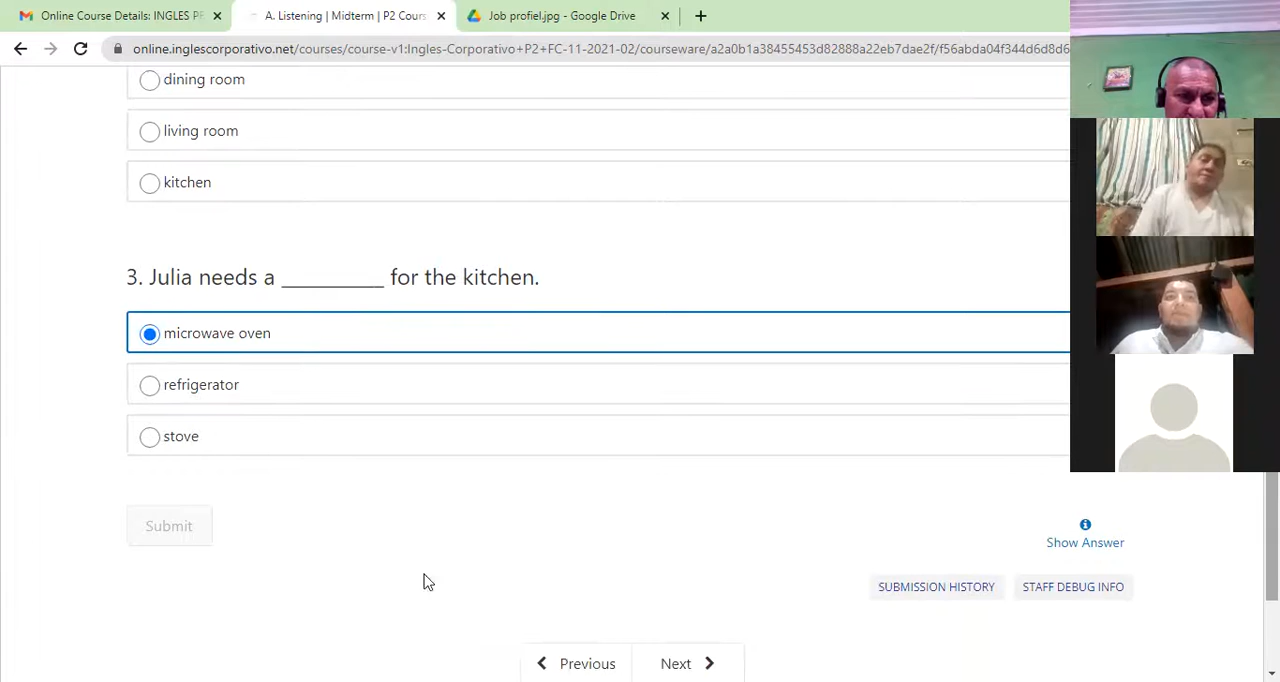 Online Course Details: INGLES PF
A. Listening | Midterm | P2 Cours
Job profiel.jpg - Google Drive
online.inglescorporativo.net/courses/course-v1:Ingles-Corporativo+P2+FC-11-2021-02/courseware/a2a0b1a38455453d82888a22eb7dae2f/f56abda04f344d6d8d6
dining room
living room
kitchen
3. Julia needs a _________ for the kitchen.
microwave oven
refrigerator
stove
Submit
Show Answer
SUBMISSION HISTORY
STAFF DEBUG INFO
Previous
Next